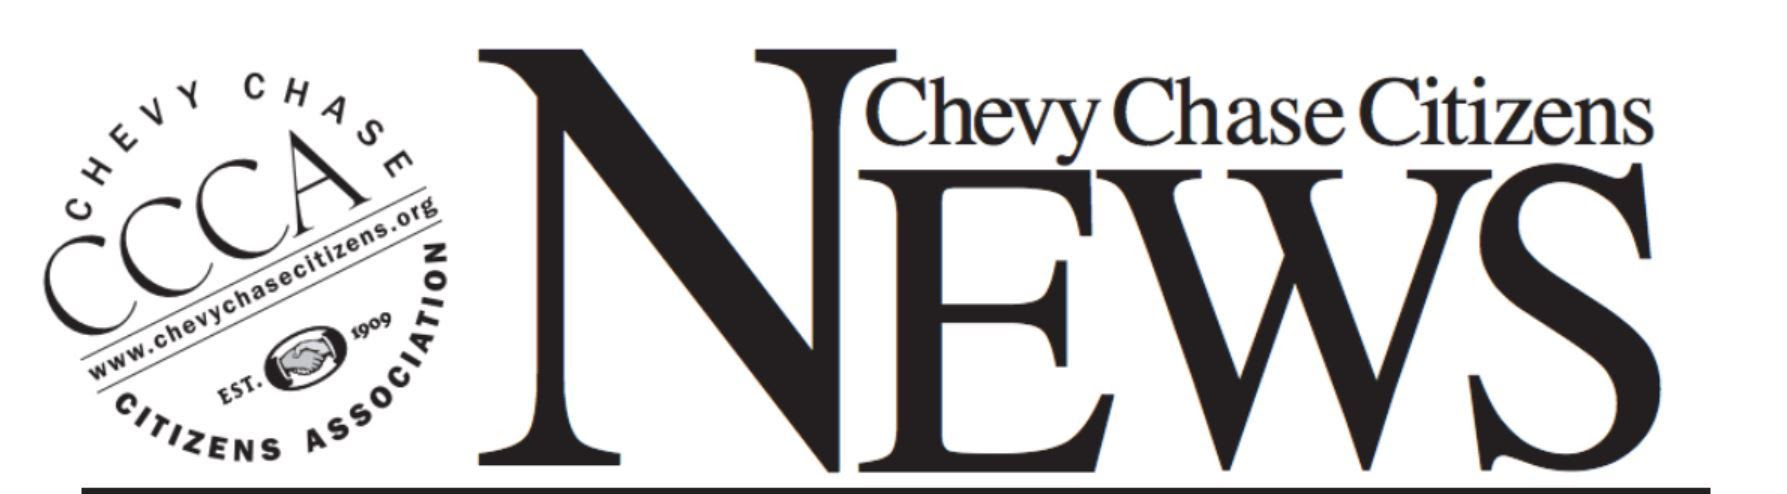 CHEVY CHASE
CCCA
www.chevychasecitizens.org
EST. 1909
CITIZENS ASSOCIATION
Chevy Chase Citizens
NEWS